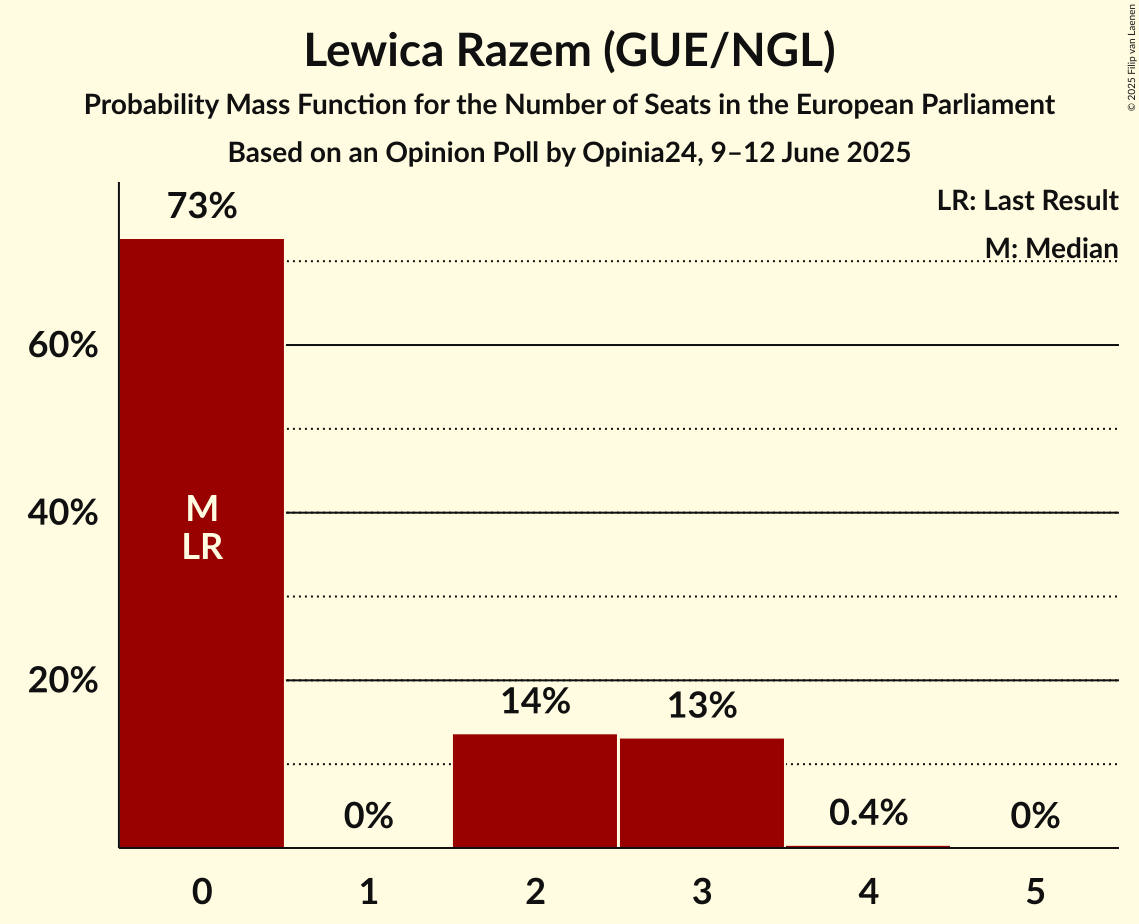 Lewica Razem (GUE/NGL)
Probability Mass Function for the Number of Seats in the European Parliament
Based on an Opinion Poll by Opinia24, 9–12 June 2025
© 2025 Filip van Laenen
LR: Last Result
M: Median
73%
60%
40%
20%
M
LR
0%
14%
13%
0.4%
0%
0 1 2 3 4 5